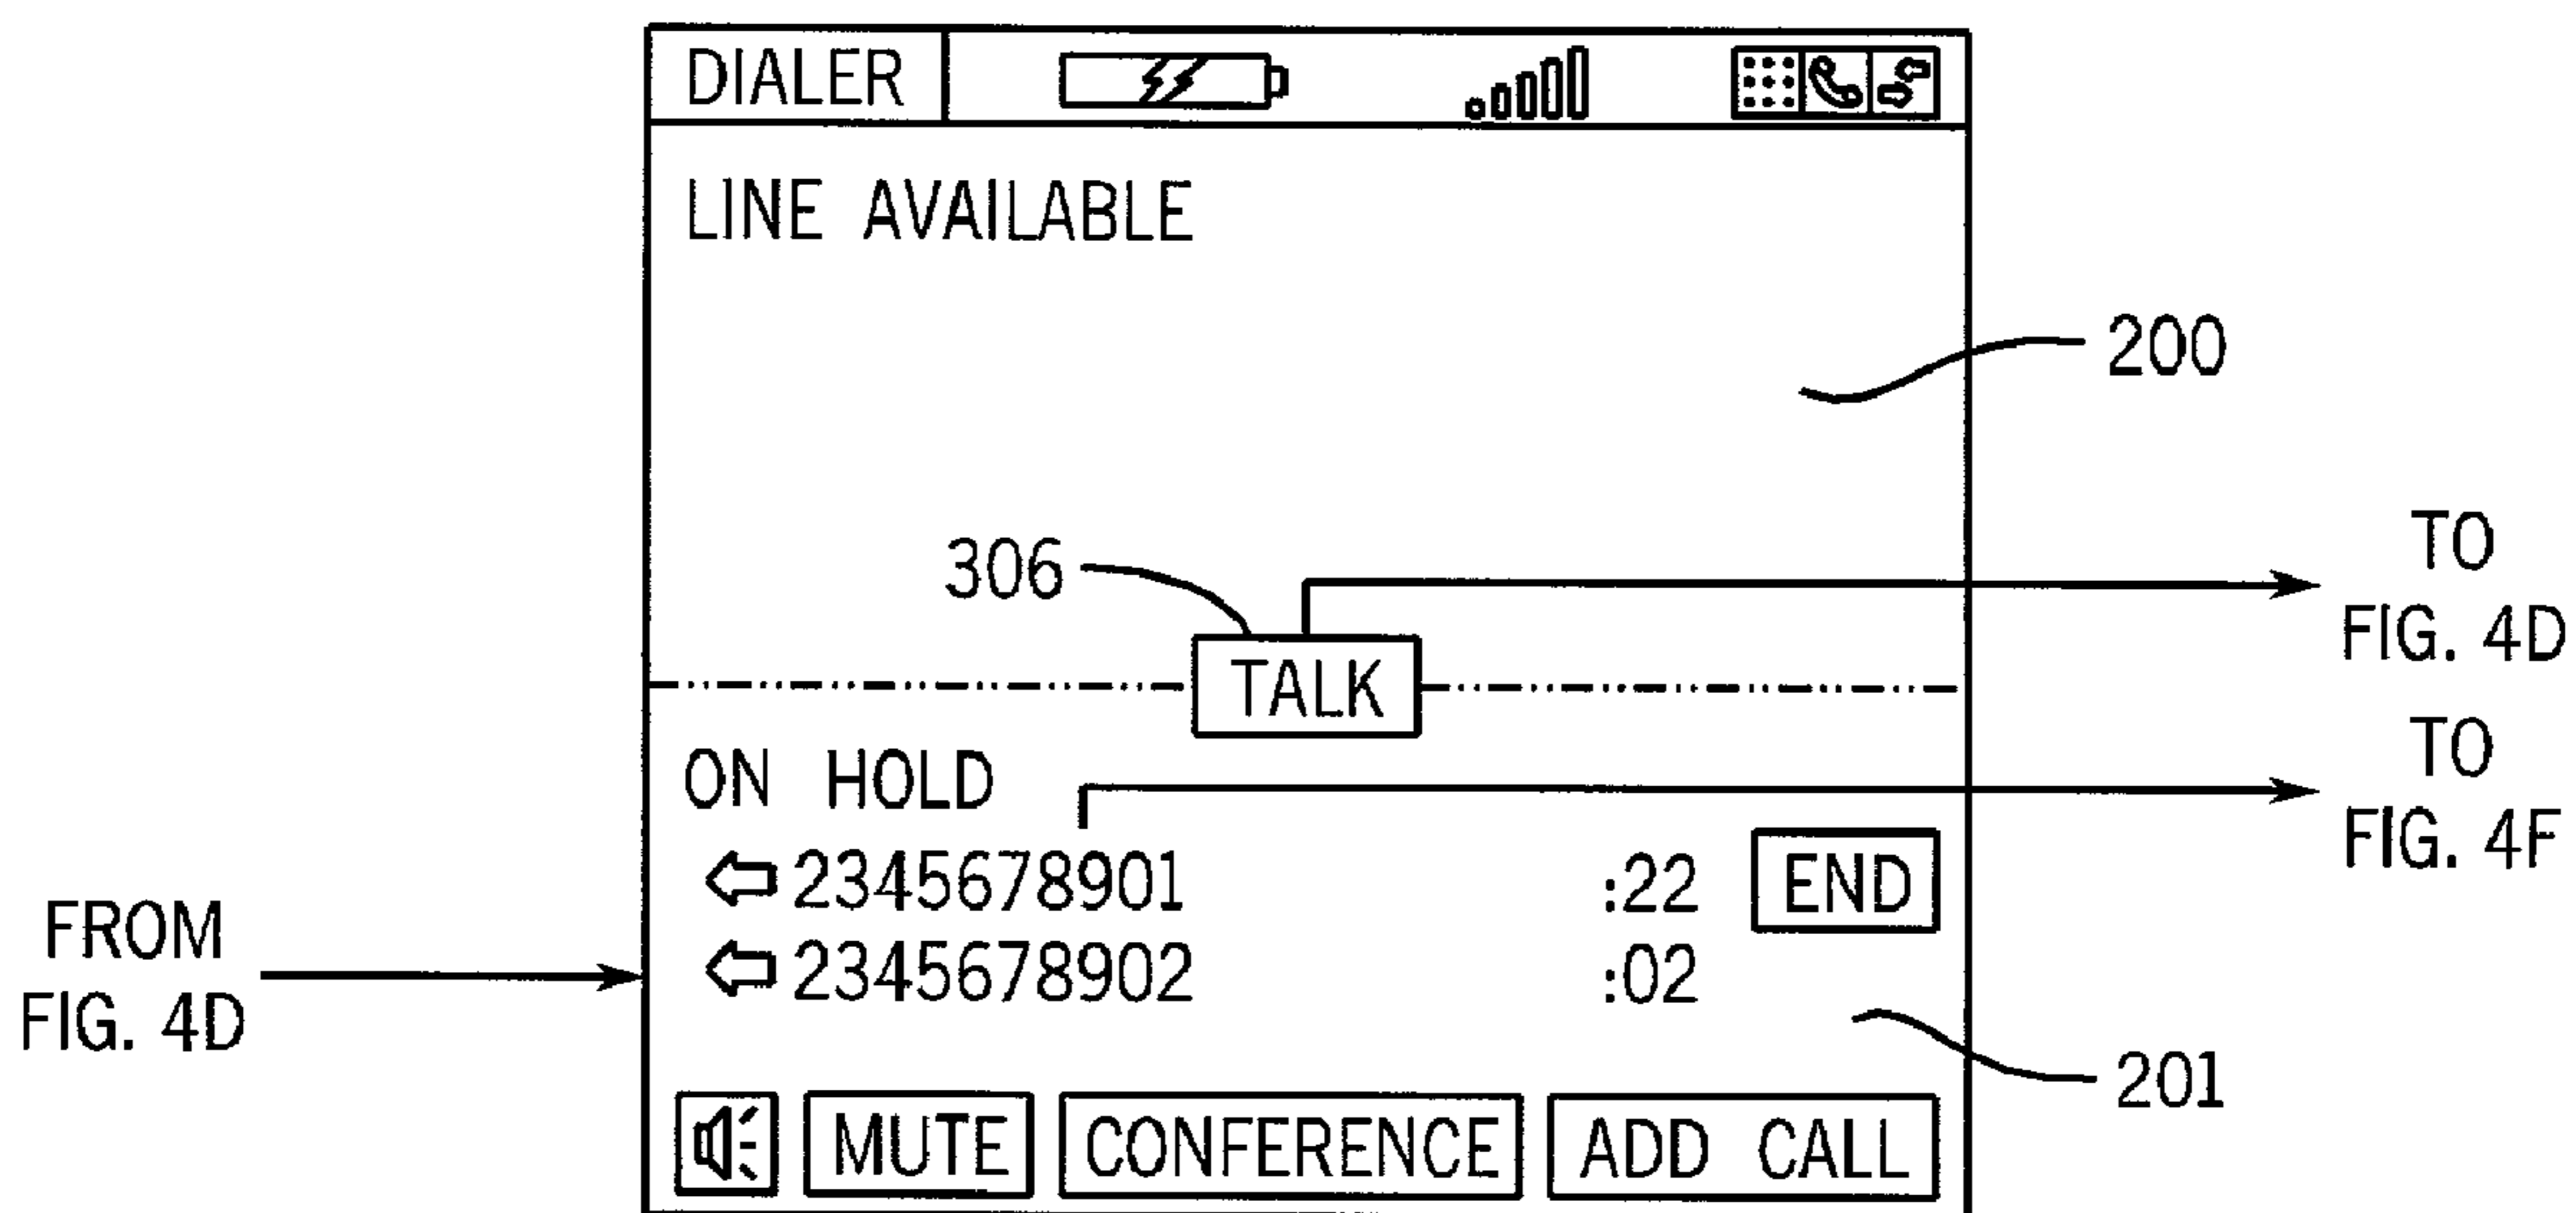 DIALER
LINE AVAILABLE
200
306
TO
FIG. 4D
TALK
TO
FIG. 4F
ON HOLD
2345678901 :22 END
2345678902 :02
FROM
FIG. 4D
201
MUTE CONFERENCE ADD CALL